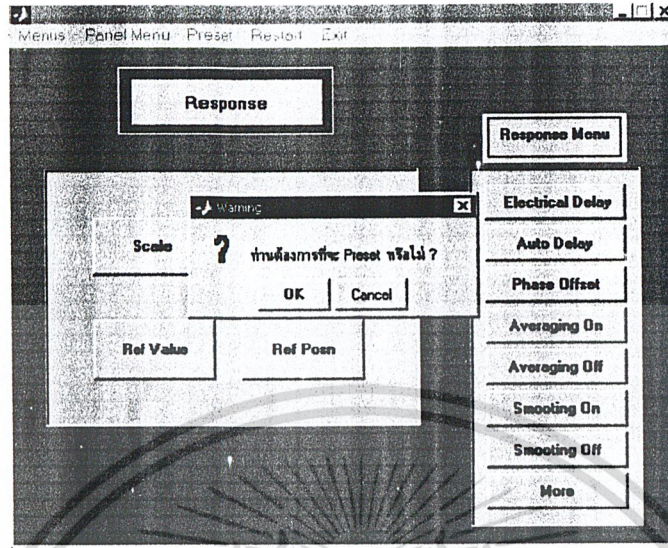 Menus Panel Menu Preset Restart Exit
Response
Response Menu
Warning
? ท่านต้องการที่จะ Preset หรือไม่ ?
OK Cancel
Scale
Ref Value Ref Posn
Electrical Delay
Auto Delay
Phase Offset
Averaging On
Averaging Off
Smooting On
Smooting Off
More